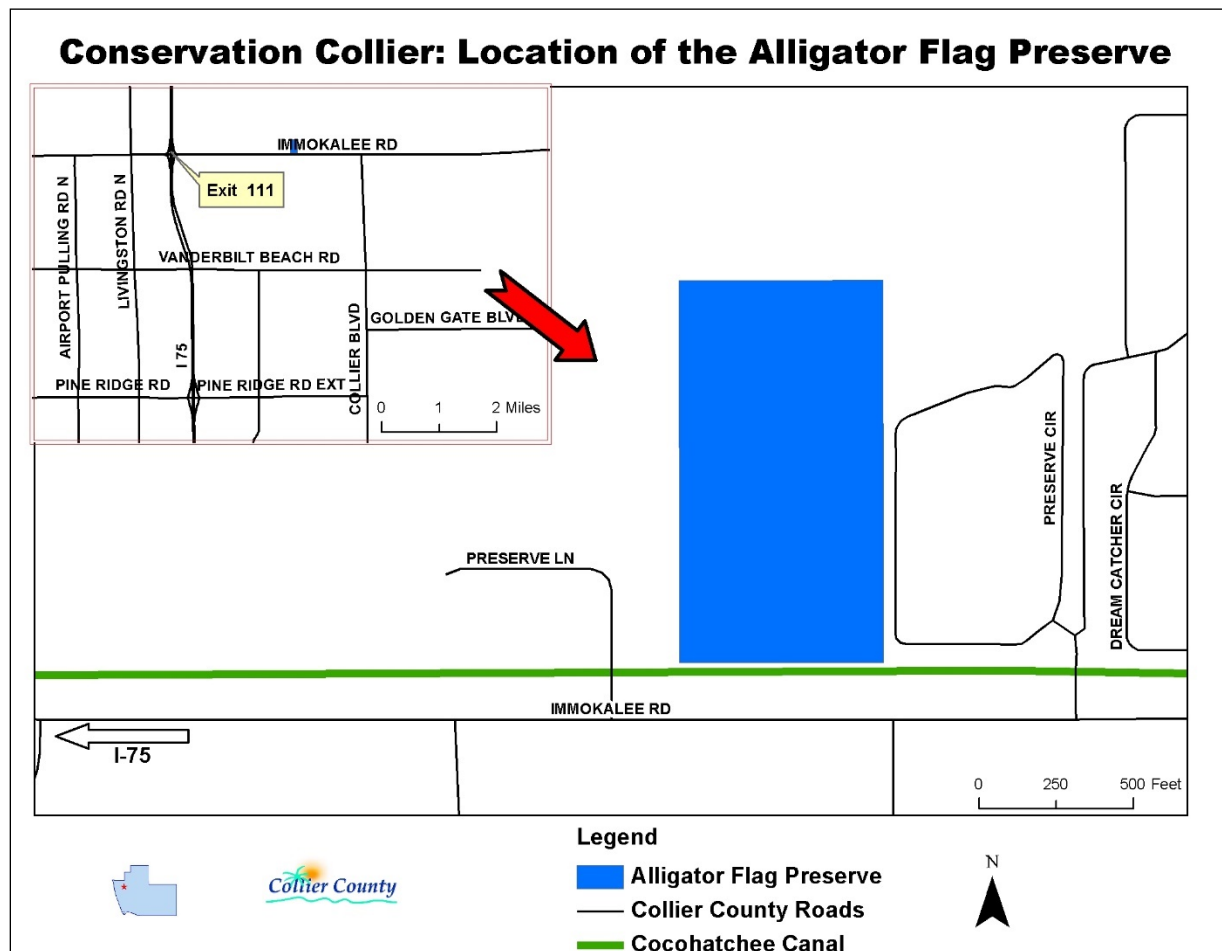 Conservation Collier: Location of the Alligator Flag Preserve
IMMOKALEE RD
Exit 111
AIRPORT PULLING RD N
LIVINGSTON RD N
VANDERBILT BEACH RD
I 75
COLLIER BLVD
GOLDEN GATE BLVD
PINE RIDGE RD
PINE RIDGE RD EXT
0 1 2 Miles
PRESERVE CIR
DREAM CATCHER CIR
PRESERVE LN
IMMOKALEE RD
I-75
0 250 500 Feet
Legend
Alligator Flag Preserve
Collier County Roads
Cocohatchee Canal
Collier County
N